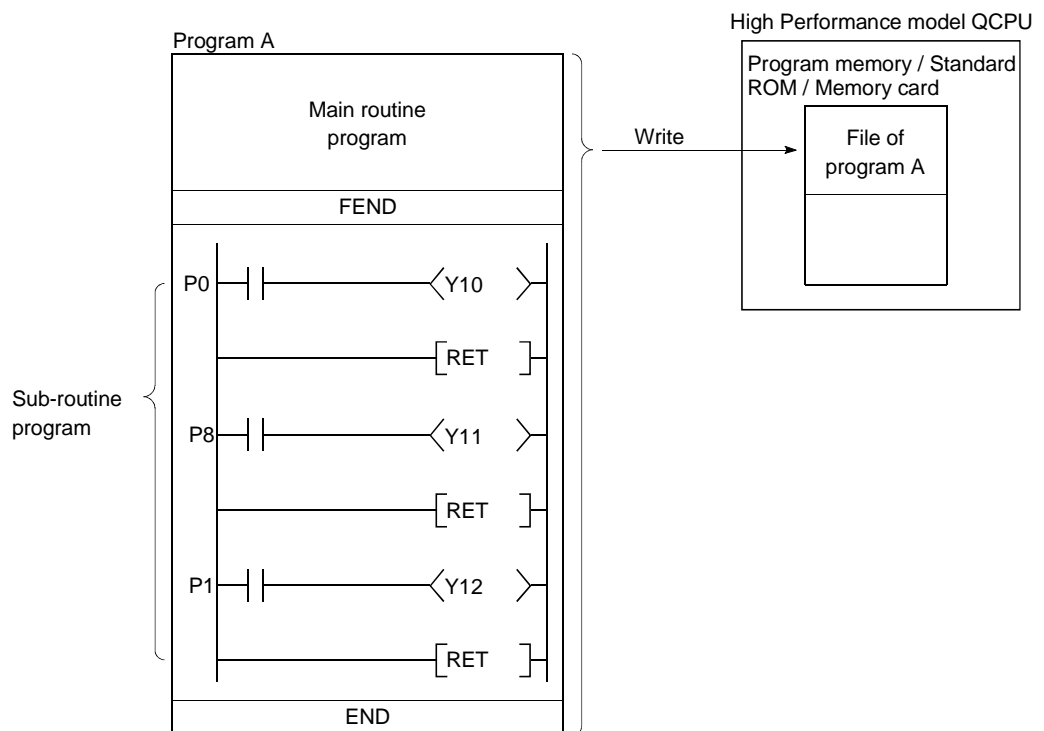 High Performance model QCPU
Program A
Program memory / Standard
ROM / Memory card
Main routine
program
Write
File of
program A
FEND
P0
Y10
RET
Sub-routine
program
P8
Y11
RET
P1
Y12
RET
END